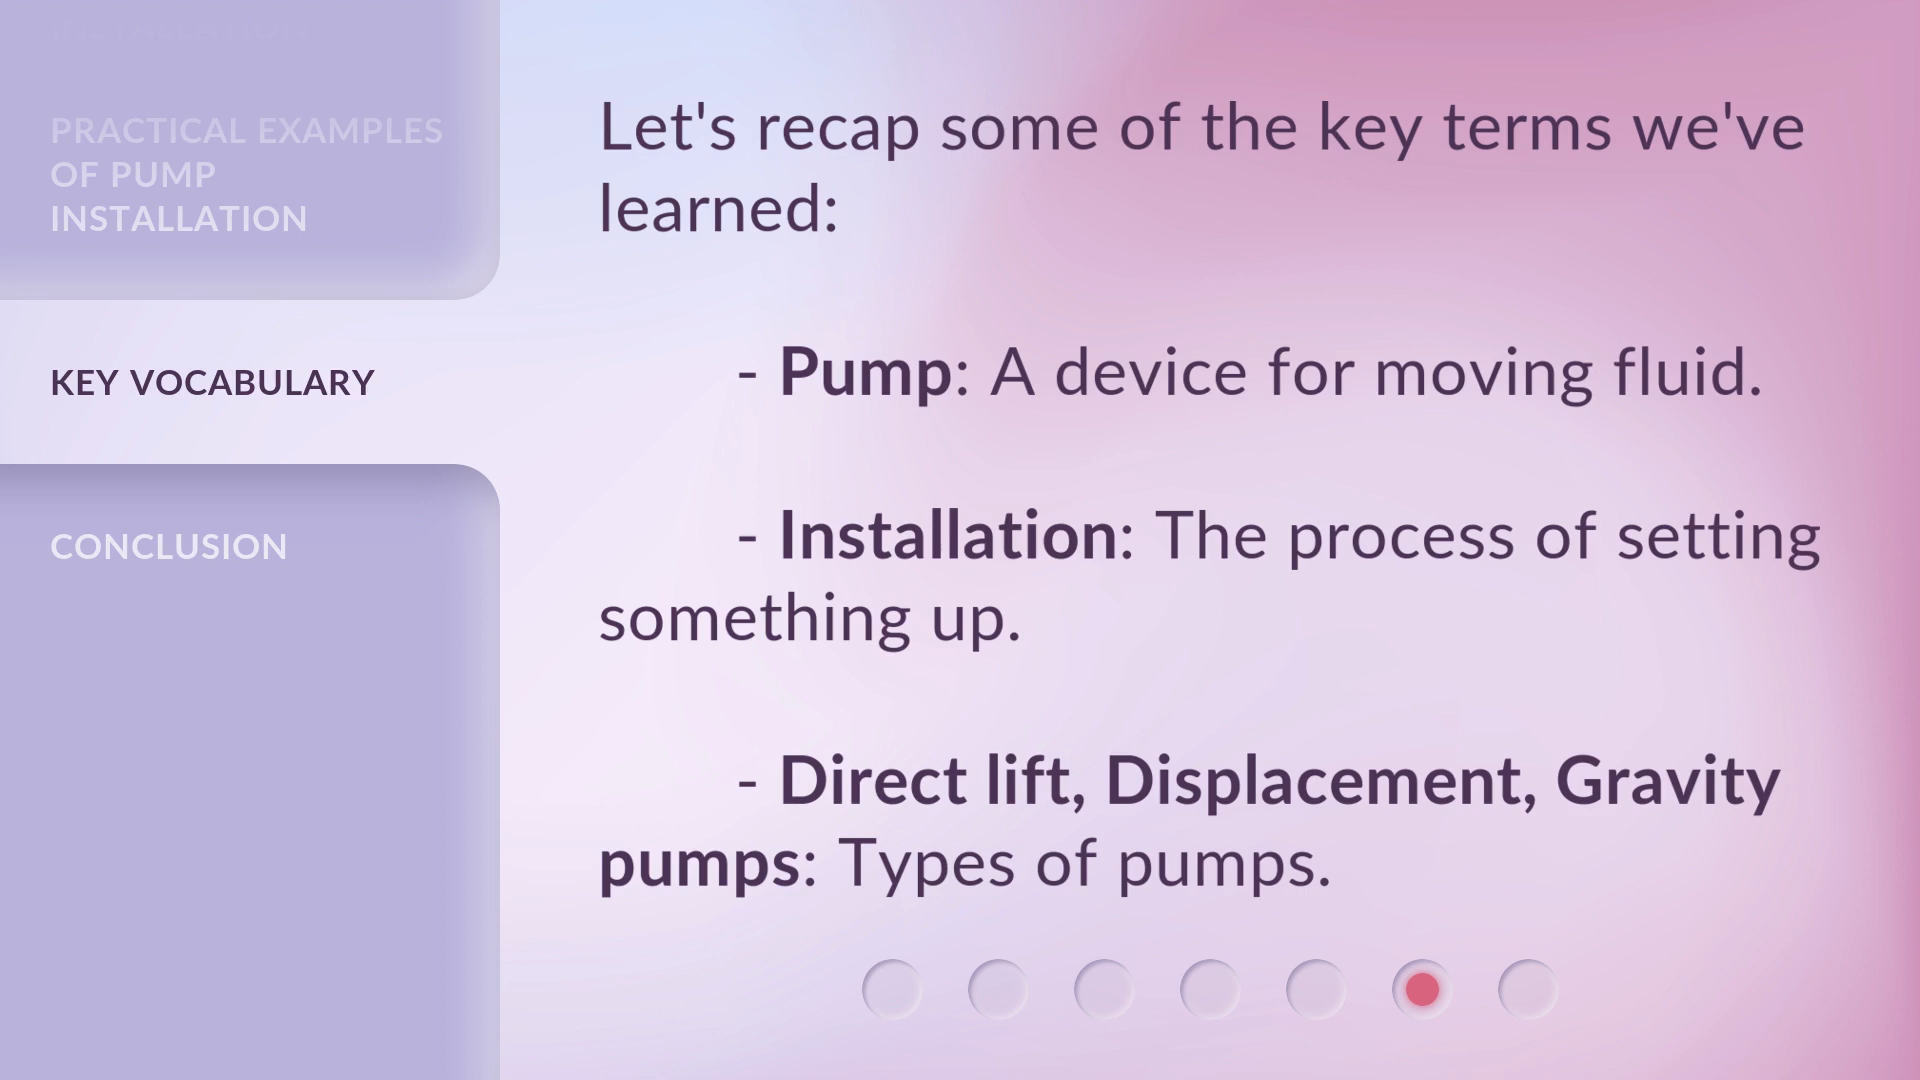 PRACTICAL EXAMPLES
OF PUMP
INSTALLATION
KEY VOCABULARY
CONCLUSION
Let's recap some of the key terms we've
learned:
- Pump: A device for moving fluid.
- Installation: The process of setting
something up.
- Direct lift, Displacement, Gravity
pumps: Types of pumps.